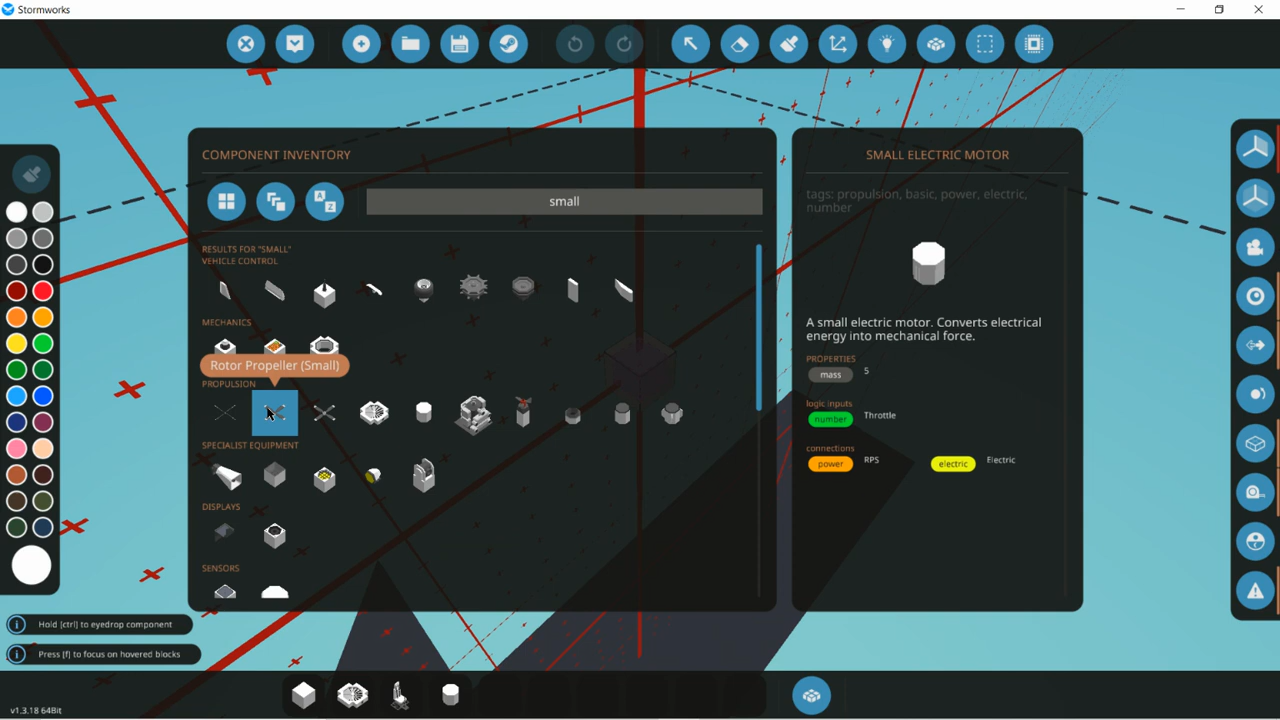 Stormworks
COMPONENT INVENTORY
small
RESULTS FOR "SMALL"
VEHICLE CONTROL
MECHANICS
Rotor Propeller (Small)
PROPULSION
SPECIALIST EQUIPMENT
DISPLAYS
SENSORS
SMALL ELECTRIC MOTOR
tags: propulsion, basic, power, electric,
number
A small electric motor. Converts electrical
energy into mechanical force.
PROPERTIES
mass 5
logic inputs
number Throttle
connections
power RPS electric Electric
Hold [ctrl] to eyedrop component
Press [f] to focus on hovered blocks
v1.3.18 64Bit